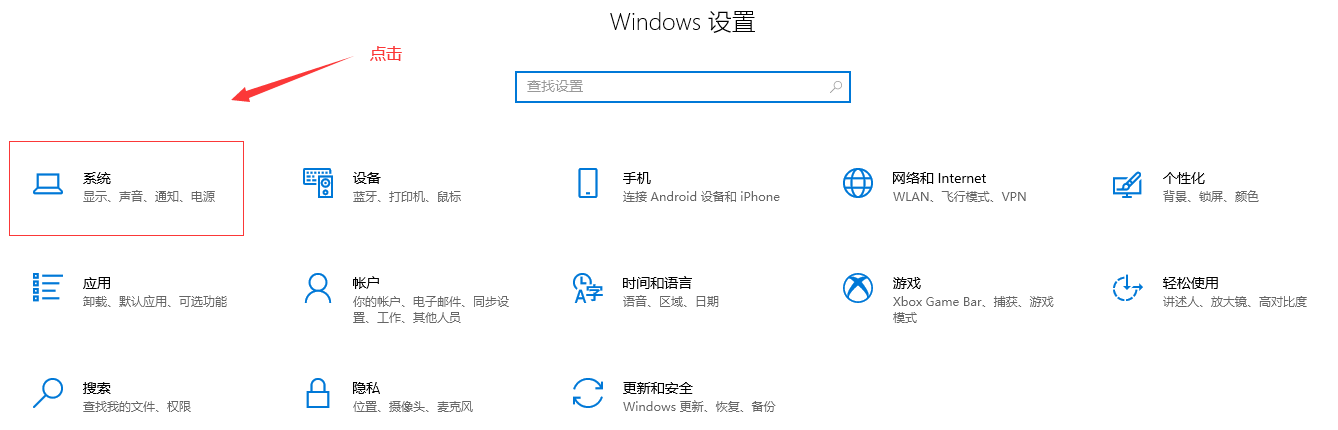 Windows 设置
点击
查找设置
系统
显示、声音、通知、电源
设备
蓝牙、打印机、鼠标
手机
连接 Android 设备和 iPhone
网络和 Internet
WLAN、飞行模式、VPN
个性化
背景、锁屏、颜色
应用
卸载、默认应用、可选功能
帐户
你的帐户、电子邮件、同步设
置、工作、其他人员
时间和语言
语音、区域、日期
游戏
Xbox Game Bar、捕获、游戏
模式
轻松使用
讲述人、放大镜、高对比度
搜索
查找我的文件、权限
隐私
位置、摄像头、麦克风
更新和安全
Windows 更新、恢复、备份